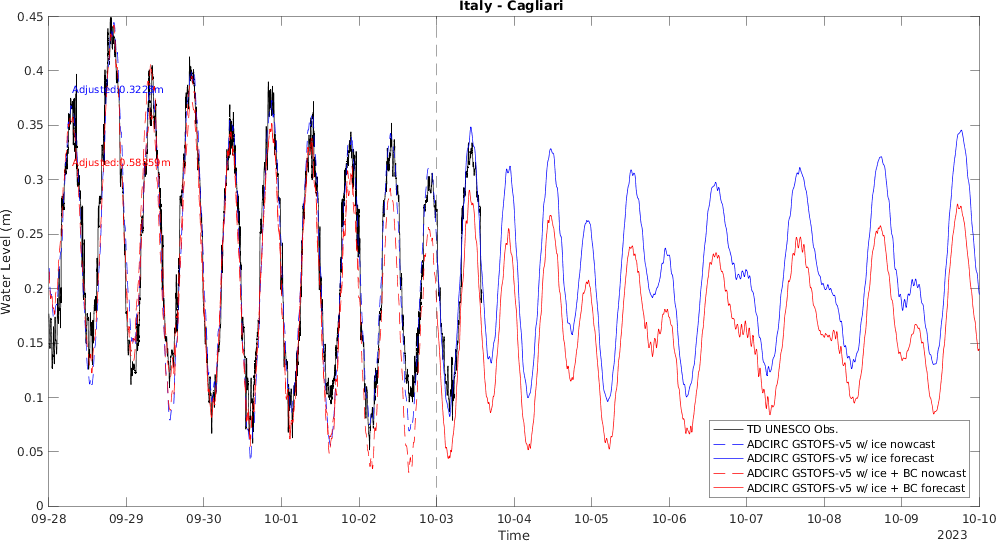 Italy - Cagliari
0.45
0.4
0.35
0.3
0.25
0.2
0.15
0.1
0.05
0
Water Level (m)
Adjusted:0.3228m
Adjusted:0.58359m
TD UNESCO Obs.
ADCIRC GSTOFS-v5 w/ ice nowcast
ADCIRC GSTOFS-v5 w/ ice forecast
ADCIRC GSTOFS-v5 w/ ice + BC nowcast
ADCIRC GSTOFS-v5 w/ ice + BC forecast
09-28 09-29 09-30 10-01 10-02 10-03 10-04 10-05 10-06 10-07 10-08 10-09 10-10
Time
2023